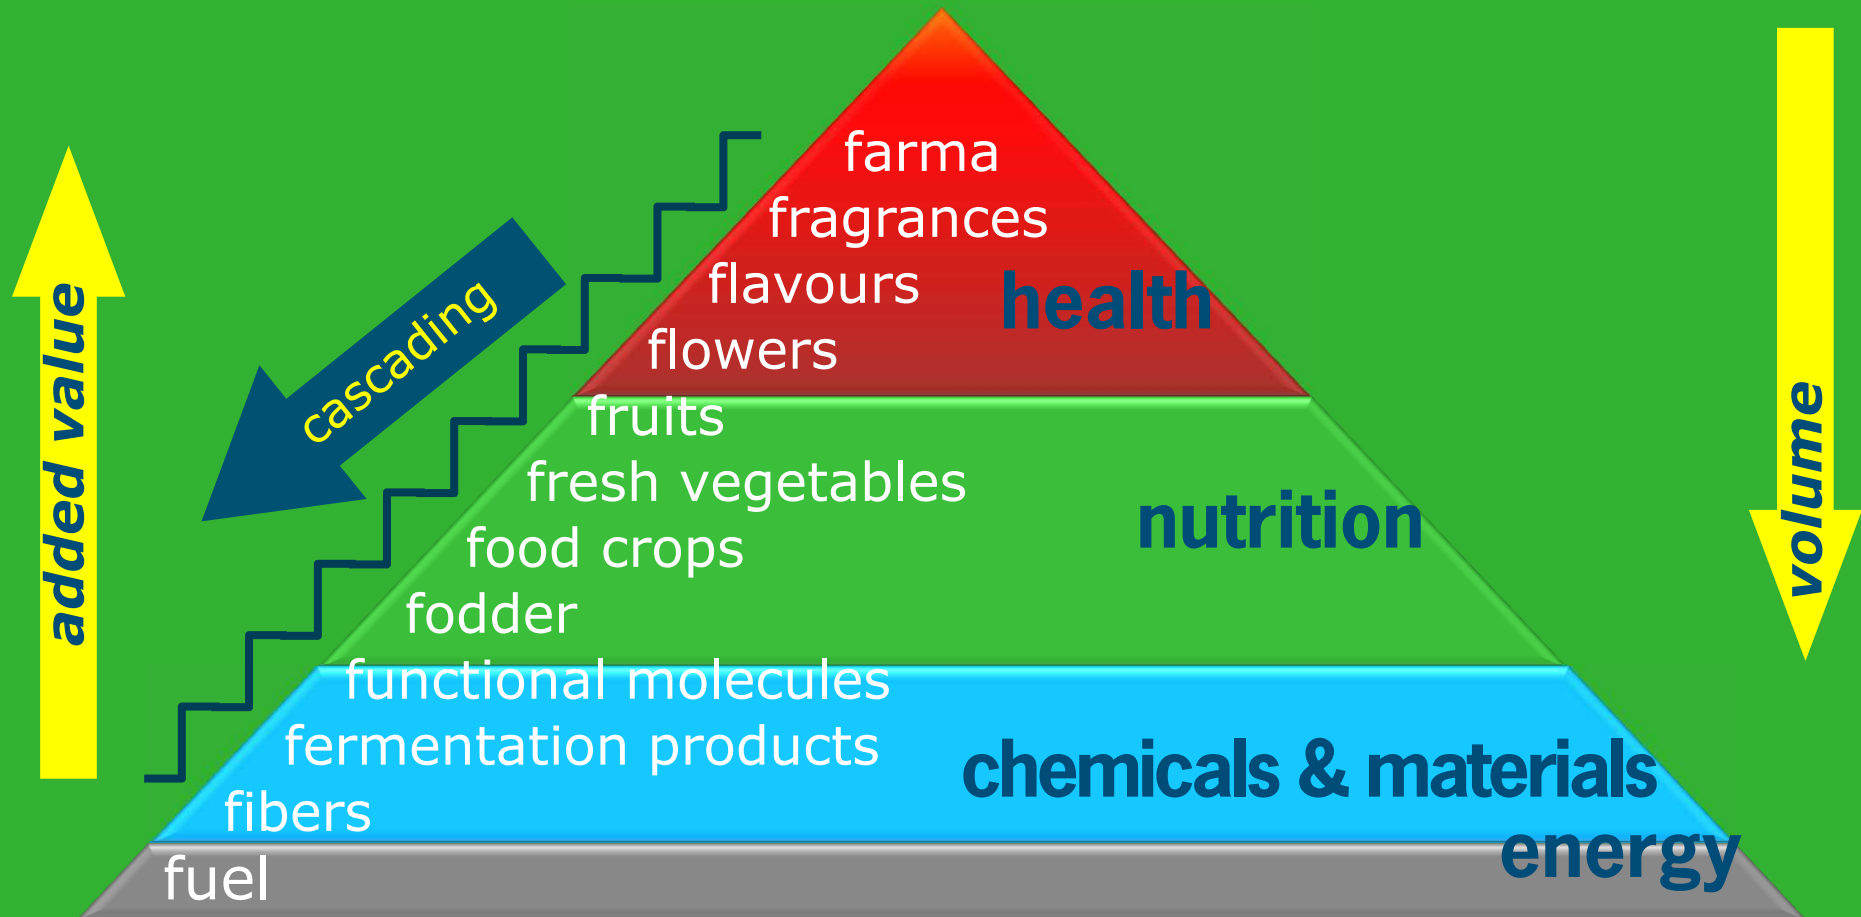 farma
fragrances
flavours
health
flowers
fruits
fresh vegetables
nutrition
food crops
fodder
functional molecules
fermentation products
chemicals & materials
fibers
energy
fuel
added value
cascading
volume